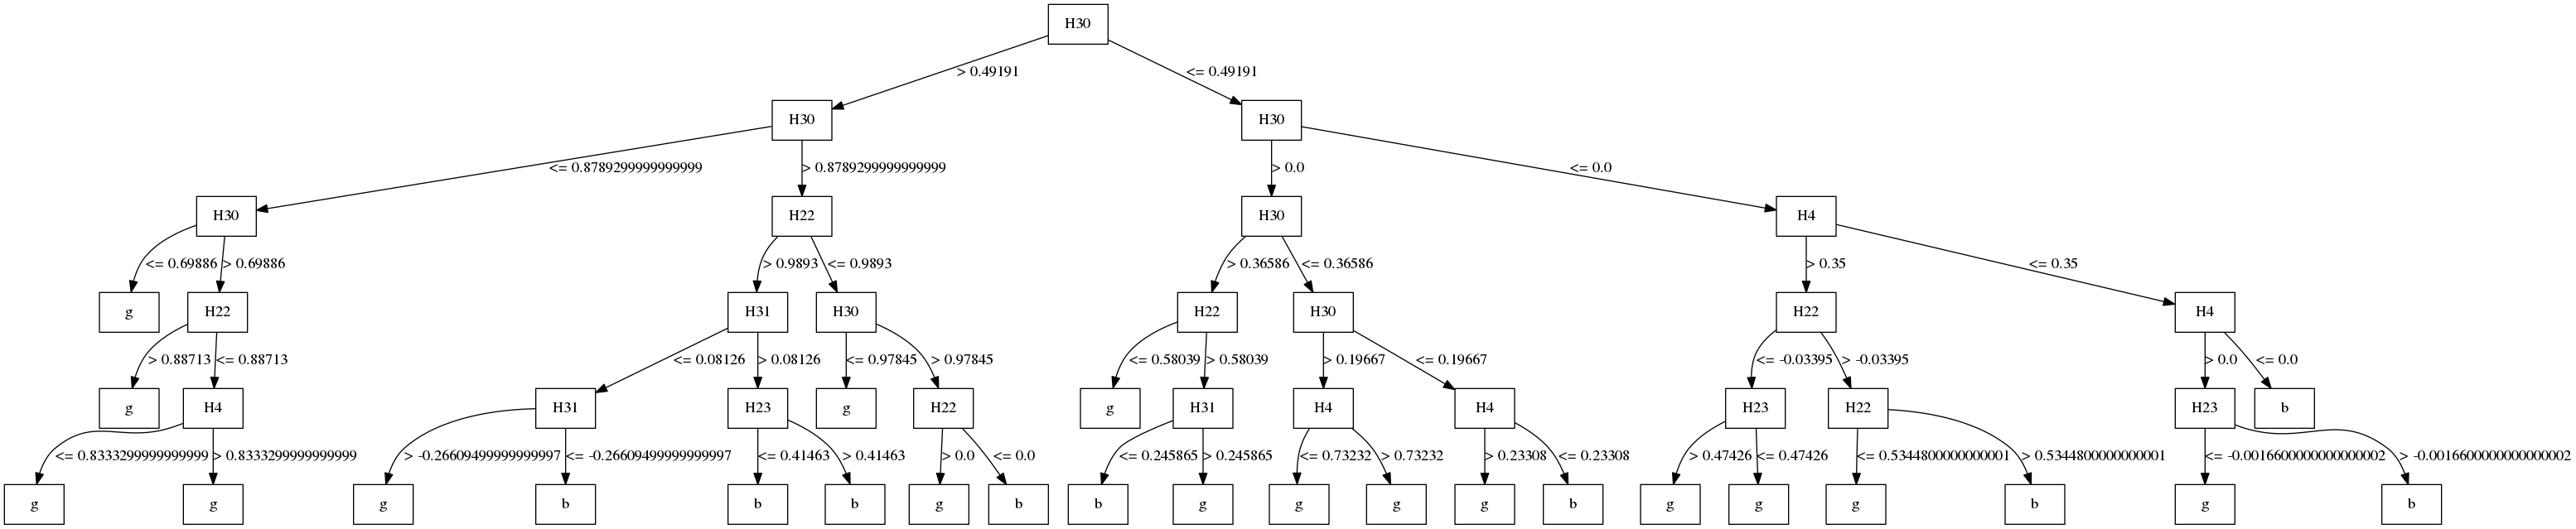 H30
> 0.49191 <= 0.49191
H30 H30
<= 0.8789299999999999 > 0.8789299999999999 > 0.0 <= 0.0
H30 H22 H30 H4
<= 0.69886 > 0.69886 > 0.9893 <= 0.9893 > 0.36586 <= 0.36586 > 0.35 <= 0.35
g H22 H31 H30 H22 H30 H22 H4
> 0.88713 <= 0.88713 <= 0.08126 > 0.08126 <= 0.97845 > 0.97845 <= 0.58039 > 0.58039 > 0.19667 <= 0.19667 <= -0.03395 > -0.03395 > 0.0 <= 0.0
g H4 H31 H23 g H22 g H31 H4 H4 H23 H22 H23 b
<= 0.8333299999999999 > 0.8333299999999999 > -0.26609499999999997 <= -0.26609499999999997 <= 0.41463 > 0.41463 > 0.0 <= 0.0 <= 0.245865 > 0.245865 <= 0.73232 > 0.73232 > 0.23308 <= 0.23308 > 0.47426 <= 0.47426 <= 0.5344800000000001 > 0.5344800000000001 <= -0.0016600000000000002 > -0.0016600000000000002
g g g b b b g b b g g g g b g g g b g b